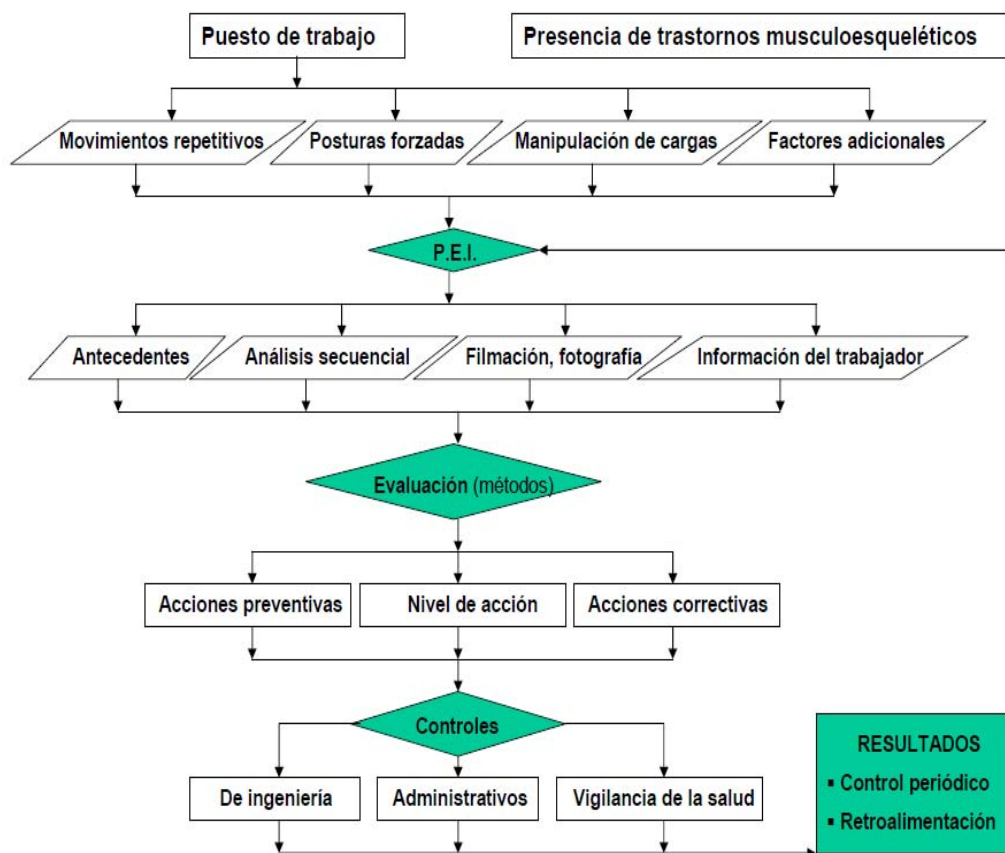 Puesto de trabajo
Presencia de trastornos musculoesqueléticos
Movimientos repetitivos
Posturas forzadas
Manipulación de cargas
Factores adicionales
P.E.I.
Antecedentes
Análisis secuencial
Filmación, fotografía
Información del trabajador
Evaluación (métodos)
Acciones preventivas
Nivel de acción
Acciones correctivas
Controles
De ingeniería
Administrativos
Vigilancia de la salud
RESULTADOS
▪ Control periódico
▪ Retroalimentación